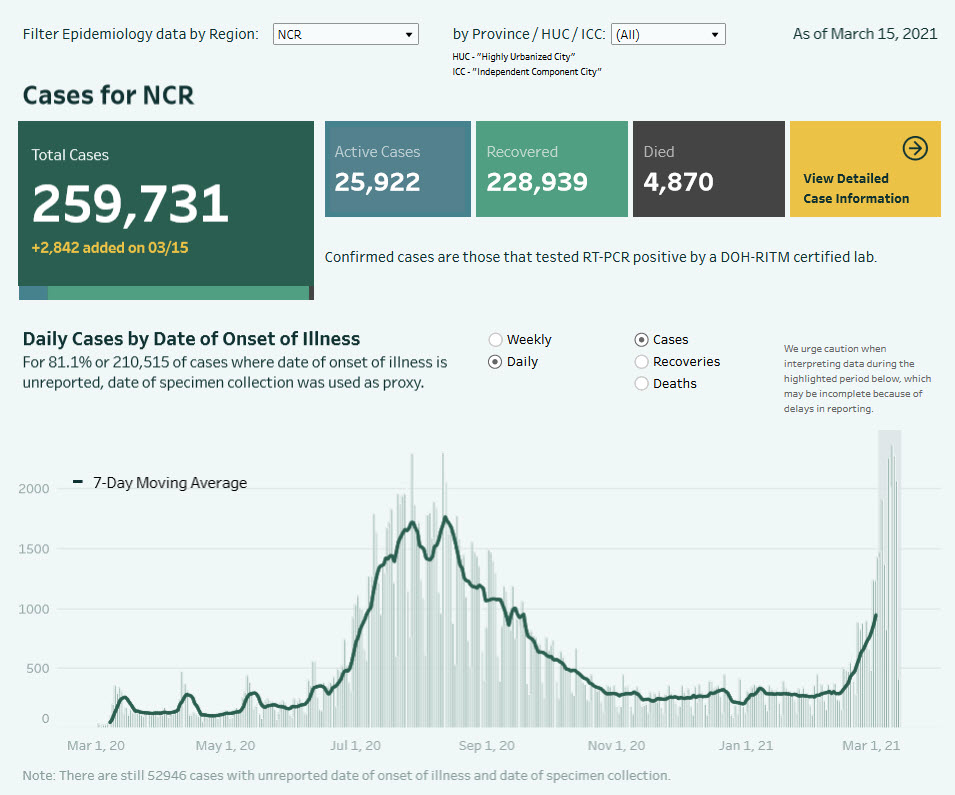 Filter Epidemiology data by Region: NCR by Province / HUC / ICC: (All) As of March 15, 2021
HUC - "Highly Urbanized City"
ICC - "Independent Component City"
Cases for NCR
Total Cases
259,731
+2,842 added on 03/15
Active Cases
25,922
Recovered
228,939
Died
4,870
View Detailed
Case Information
Confirmed cases are those that tested RT-PCR positive by a DOH-RITM certified lab.
Daily Cases by Date of Onset of Illness
For 81.1% or 210,515 of cases where date of onset of illness is
unreported, date of specimen collection was used as proxy.
Weekly
Daily
Cases
Recoveries
Deaths
We urge caution when
interpreting data during the
highlighted period below, which
may be incomplete because of
delays in reporting.
7-Day Moving Average
2000
1500
1000
500
0
Mar 1, 20 May 1, 20 Jul 1, 20 Sep 1, 20 Nov 1, 20 Jan 1, 21 Mar 1, 21
Note: There are still 52946 cases with unreported date of onset of illness and date of specimen collection.